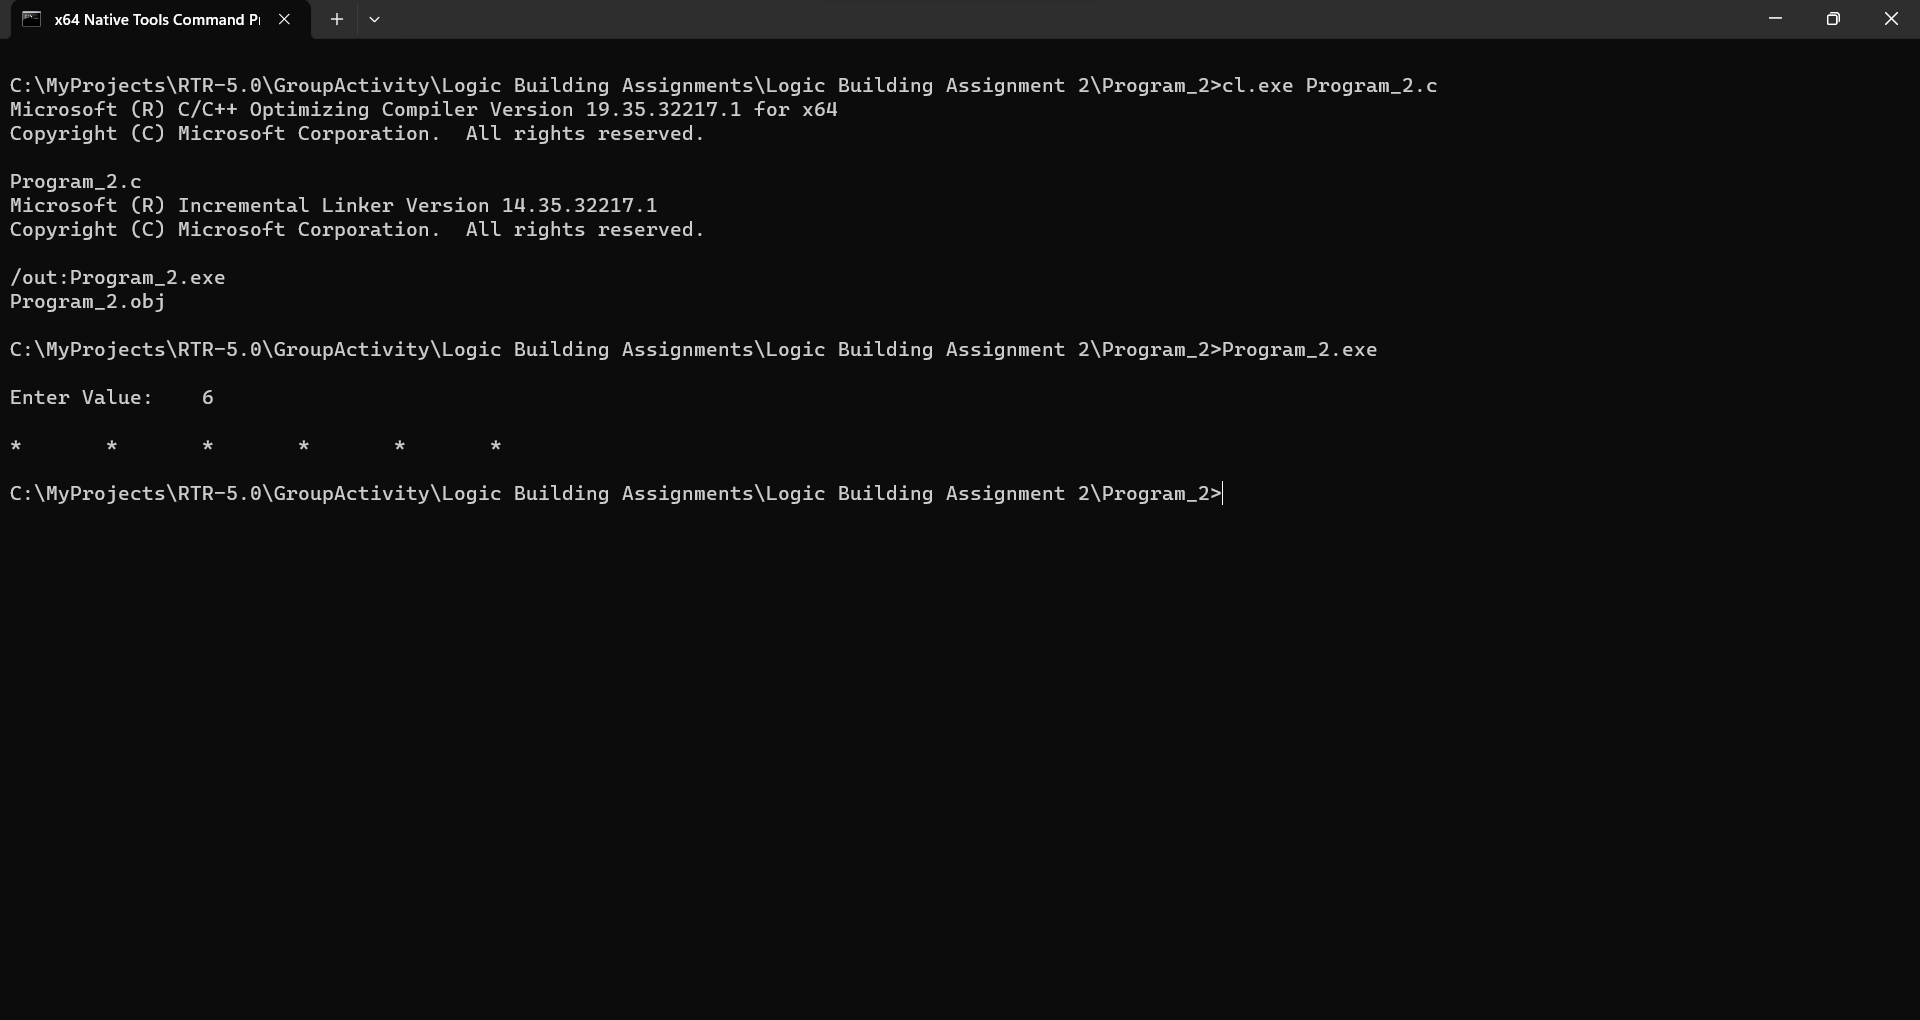 x64 Native Tools Command P
C:\MyProjects\RTR-5.0\GroupActivity\Logic Building Assignments\Logic Building Assignment 2\Program_2>cl.exe Program_2.c
Microsoft (R) C/C++ Optimizing Compiler Version 19.35.32217.1 for x64
Copyright (C) Microsoft Corporation.  All rights reserved.
Program_2.c
Microsoft (R) Incremental Linker Version 14.35.32217.1
Copyright (C) Microsoft Corporation.  All rights reserved.
/out:Program_2.exe
Program_2.obj
C:\MyProjects\RTR-5.0\GroupActivity\Logic Building Assignments\Logic Building Assignment 2\Program_2>Program_2.exe
Enter Value:    6
*       *       *       *       *       *
C:\MyProjects\RTR-5.0\GroupActivity\Logic Building Assignments\Logic Building Assignment 2\Program_2>